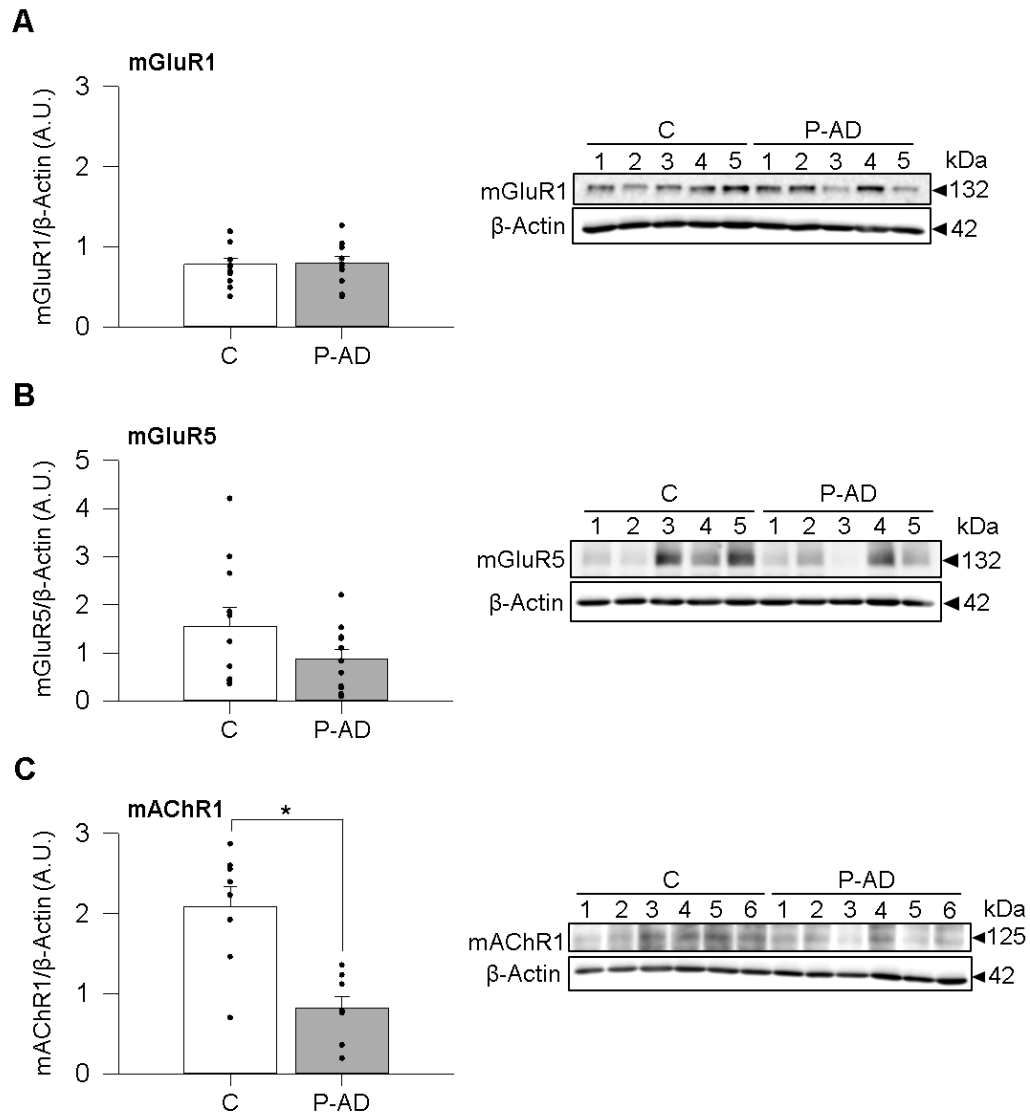 A
mGluR1
mGluR1/β-Actin (A.U.)
3
2
1
0
C P-AD
C P-AD
1 2 3 4 5 1 2 3 4 5 kDa
mGluR1 132
β-Actin 42
B
mGluR5
mGluR5/β-Actin (A.U.)
5
4
3
2
1
0
C P-AD
C P-AD
1 2 3 4 5 1 2 3 4 5 kDa
mGluR5 132
β-Actin 42
C
mAChR1
*
mAChR1/β-Actin (A.U.)
3
2
1
0
C P-AD
C P-AD
1 2 3 4 5 6 1 2 3 4 5 6 kDa
mAChR1 125
β-Actin 42